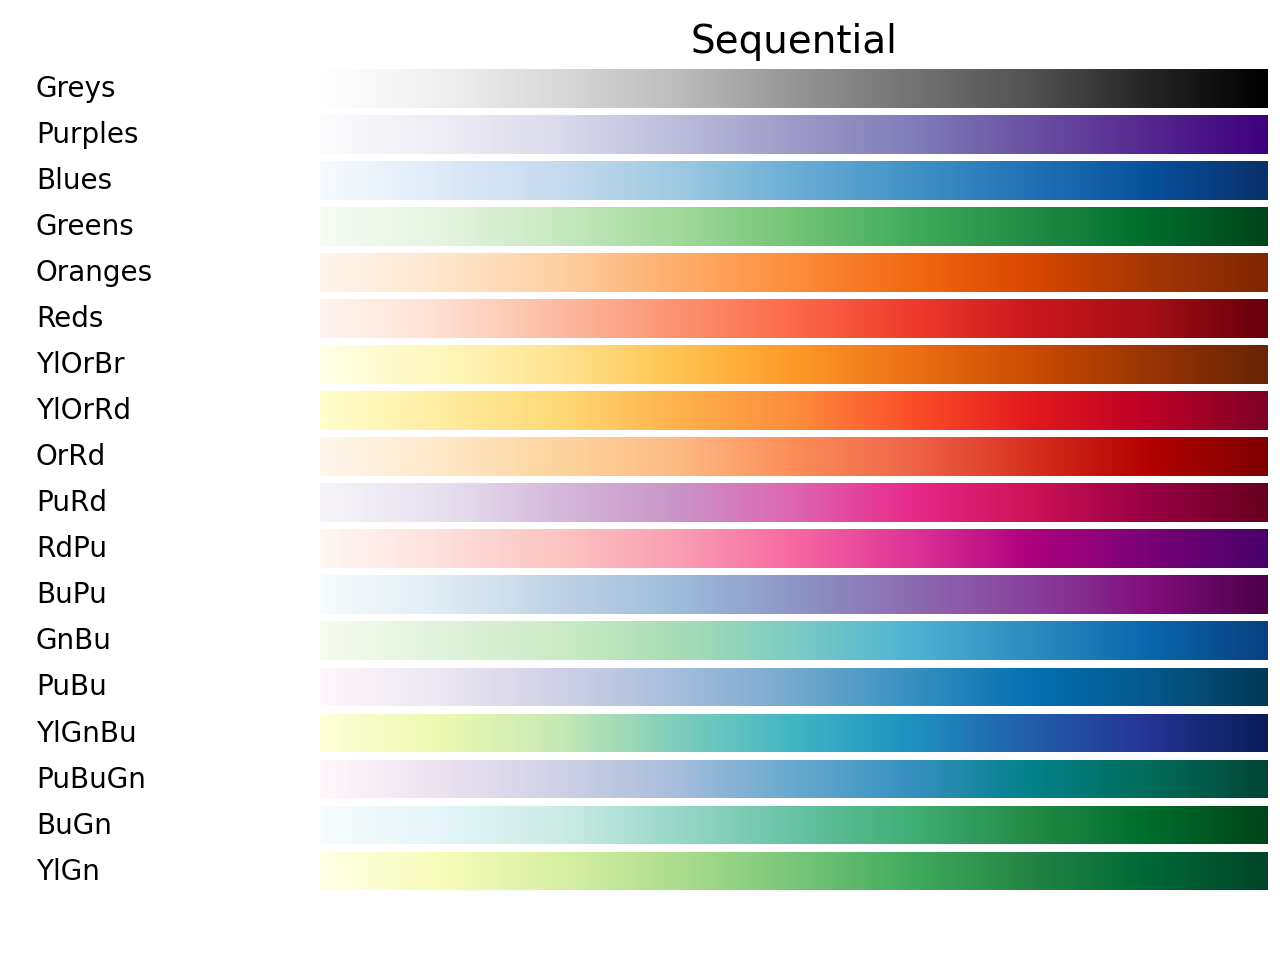 Sequential
Greys
Purples
Blues
Greens
Oranges
Reds
YlOrBr
YlOrRd
OrRd
PuRd
RdPu
BuPu
GnBu
PuBu
YlGnBu
PuBuGn
BuGn
YlGn